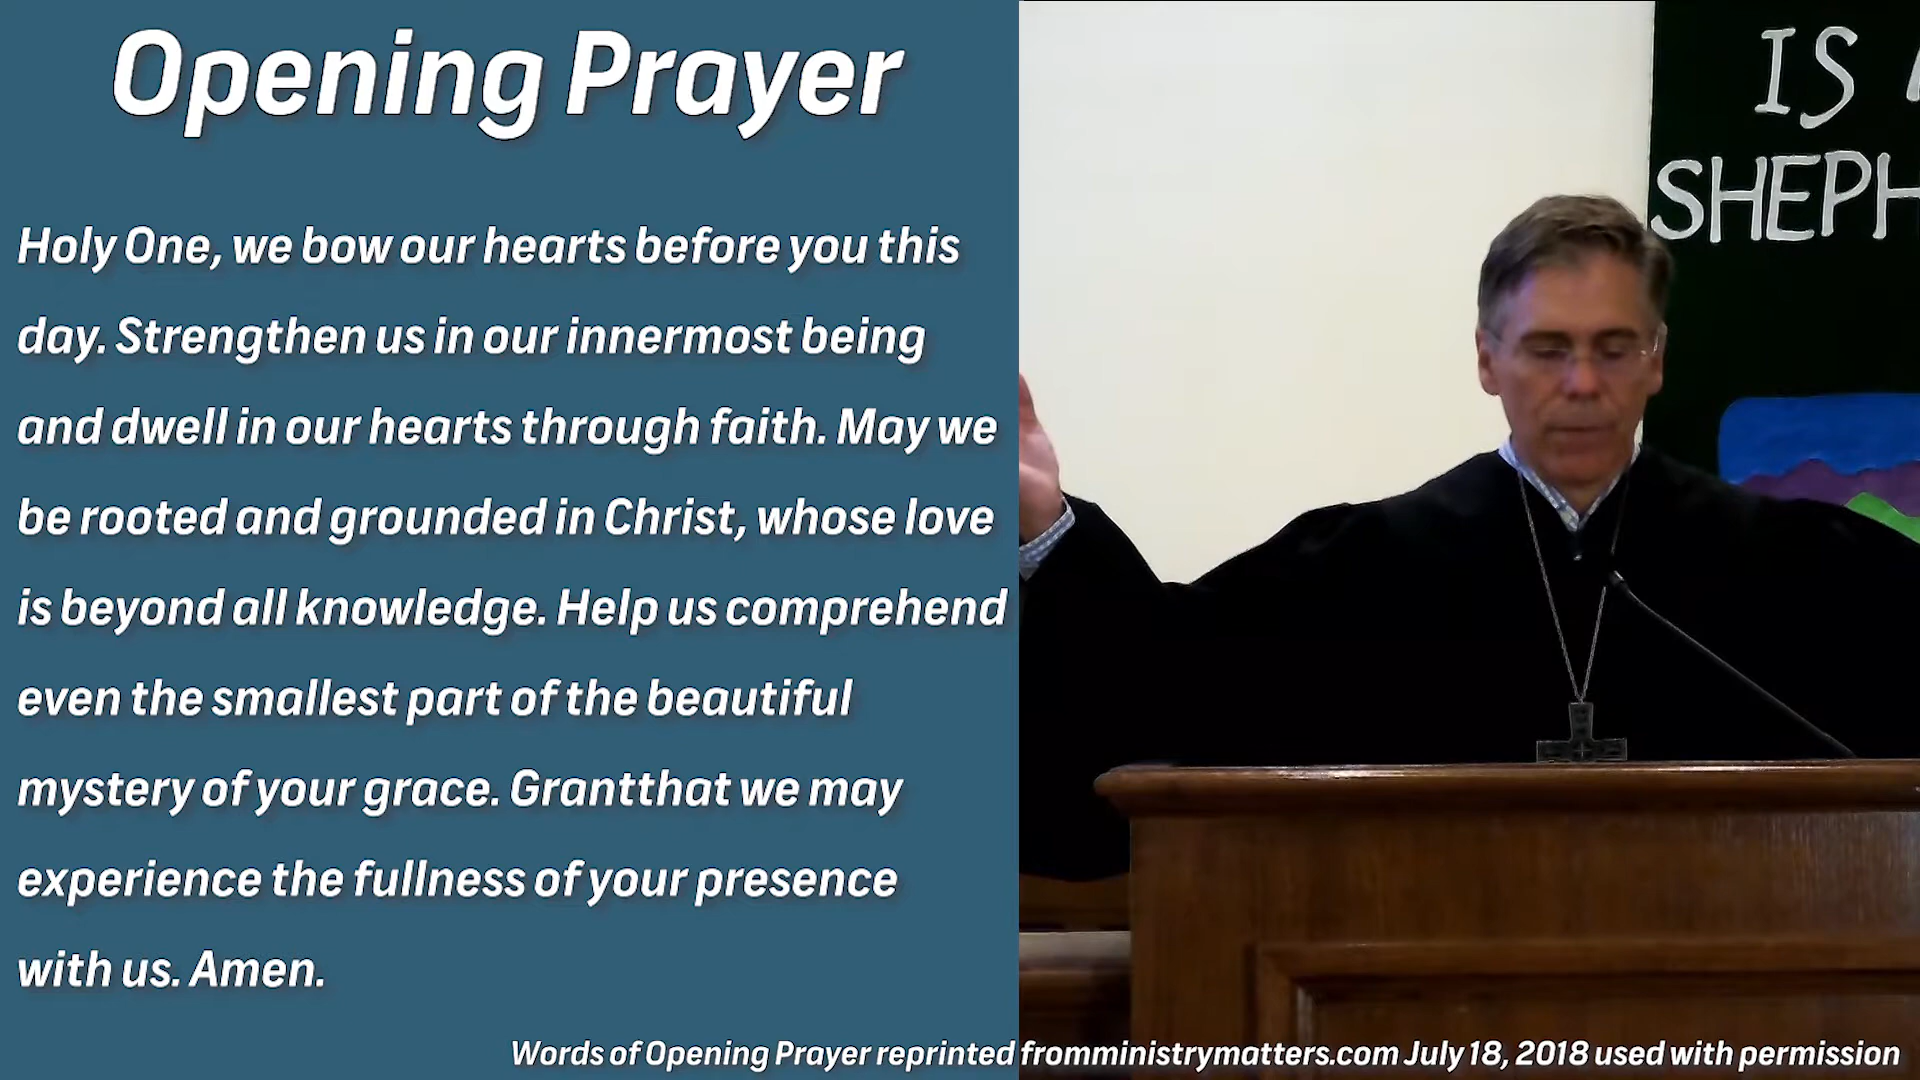 Opening Prayer
Holy One, we bow our hearts before you this
day. Strengthen us in our innermost being
and dwell in our hearts through faith. May we
be rooted and grounded in Christ, whose love
is beyond all knowledge. Help us comprehend
even the smallest part of the beautiful
mystery of your grace. Grantthat we may
experience the fullness of your presence
with us. Amen.
IS
SHEPH
Words of Opening Prayer reprinted fromministrymatters.com July 18, 2018 used with permission